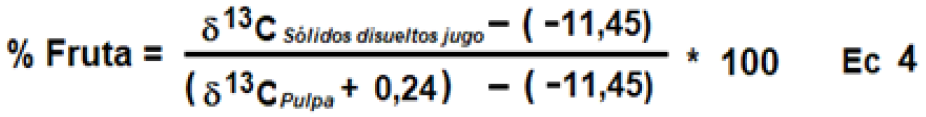 % Fruta = δ13C Sólidos disueltos jugo – ( -11,45) / ( δ13C Pulpa + 0,24 ) – ( -11,45) * 100 Ec 4